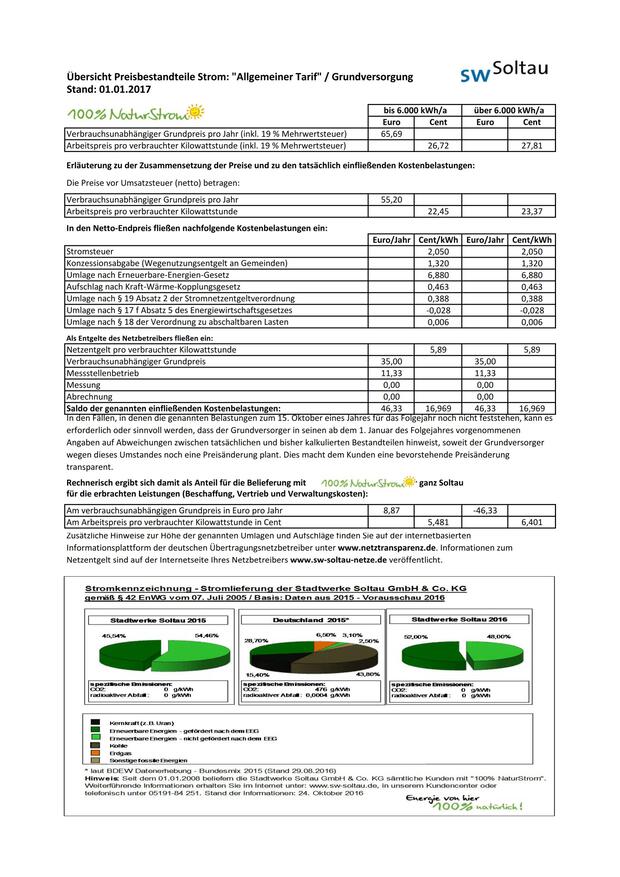 Übersicht Preisbestandteile Strom: "Allgemeiner Tarif" / Grundversorgung
Stand: 01.01.2017
sw Soltau
100% NaturStrom
bis 6.000 kWh/a über 6.000 kWh/a
Euro Cent Euro Cent
Verbrauchsunabhängiger Grundpreis pro Jahr (inkl. 19 % Mehrwertsteuer) 65,69
Arbeitspreis pro verbrauchter Kilowattstunde (inkl. 19 % Mehrwertsteuer) 26,72 27,81
Erläuterung zu der Zusammensetzung der Preise und zu den tatsächlich einfließenden Kostenbelastungen:
Die Preise vor Umsatzsteuer (netto) betragen:
Verbrauchsunabhängiger Grundpreis pro Jahr 55,20
Arbeitspreis pro verbrauchter Kilowattstunde 22,45 23,37
In den Netto-Endpreis fließen nachfolgende Kostenbelastungen ein:
Euro/Jahr Cent/kWh Euro/Jahr Cent/kWh
Stromsteuer 2,050 2,050
Konzessionsabgabe (Wegenutzungsentgelt an Gemeinden) 1,320 1,320
Umlage nach Erneuerbare-Energien-Gesetz 6,880 6,880
Aufschlag nach Kraft-Wärme-Kopplungsgesetz 0,463 0,463
Umlage nach § 19 Absatz 2 der Stromnetzentgeltverordnung 0,388 0,388
Umlage nach § 17 f Absatz 5 des Energiewirtschaftsgesetzes -0,028 -0,028
Umlage nach § 18 der Verordnung zu abschaltbaren Lasten 0,006 0,006
Als Entgelte des Netzbetreibers fließen ein:
Netzentgelt pro verbrauchter Kilowattstunde 5,89 5,89
Verbrauchsunabhängiger Grundpreis 35,00 35,00
Messstellenbetrieb 11,33 11,33
Messung 0,00 0,00
Abrechnung 0,00 0,00
Saldo der genannten einfließenden Kostenbelastungen: 46,33 16,969 46,33 16,969
In den Fällen, in denen die genannten Belastungen zum 15. Oktober eines Jahres für das Folgejahr noch nicht feststehen, kann es
erforderlich oder sinnvoll werden, dass der Grundversorger in seinen ab dem 1. Januar des Folgejahres vorgenommenen
Angaben auf Abweichungen zwischen tatsächlichen und bisher kalkulierten Bestandteilen hinweist, soweit der Grundversorger
wegen dieses Umstandes noch eine Preisänderung plant. Dies macht dem Kunden eine bevorstehende Preisänderung
transparent.
Rechnerisch ergibt sich damit als Anteil für die Belieferung mit 100% NaturStrom ganz Soltau
für die erbrachten Leistungen (Beschaffung, Vertrieb und Verwaltungskosten):
Am verbrauchsunabhängigen Grundpreis in Euro pro Jahr 8,87 -46,33
Am Arbeitspreis pro verbrauchter Kilowattstunde in Cent 5,481 6,401
Zusätzliche Hinweise zur Höhe der genannten Umlagen und Aufschläge finden Sie auf der internetbasierten
Informationsplattform der deutschen Übertragungsnetzbetreiber unter www.netztransparenz.de. Informationen zum
Netzentgelt sind auf der Internetseite Ihres Netzbetreibers www.sw-soltau-netze.de veröffentlicht.
Stromkennzeichnung - Stromlieferung der Stadtwerke Soltau GmbH & Co. KG
gemäß § 42 EnWG vom 07. Juli 2005 / Basis: Daten aus 2015 - Vorausschau 2016
Stadtwerke Soltau 2015 Deutschland 2015* Stadtwerke Soltau 2016
45,54% 54,46% 28,70% 6,50% 3,10% 2,50% 15,40% 43,80% 52,00% 48,00%
spezifische Emissionen: spezifische Emissionen: spezifische Emissionen:
CO2: 0 g/kWh CO2: 476 g/kWh CO2: 0 g/kWh
radioaktiver Abfall: 0 g/kWh radioaktiver Abfall: 0,0004 g/kWh radioaktiver Abfall: 0 g/kWh
Kernkraft (z.B. Uran)
Erneuerbare Energien - gefördert nach dem EEG
Erneuerbare Energien - nicht gefördert nach dem EEG
Kohle
Erdgas
Sonstige fossile Energien
* laut BDEW Datenerhebung - Bundesmix 2015 (Stand 29.08.2016)
Hinweis: Seit dem 01.01.2008 beliefern die Stadtwerke Soltau GmbH & Co. KG sämtliche Kunden mit "100% NaturStrom".
Weiterführende Informationen erhalten Sie im Internet unter: www.sw-soltau.de, in unserem Kundencenter oder
telefonisch unter 05191-84 251. Stand der Informationen: 24. Oktober 2016
Energie von hier
100% natürlich!